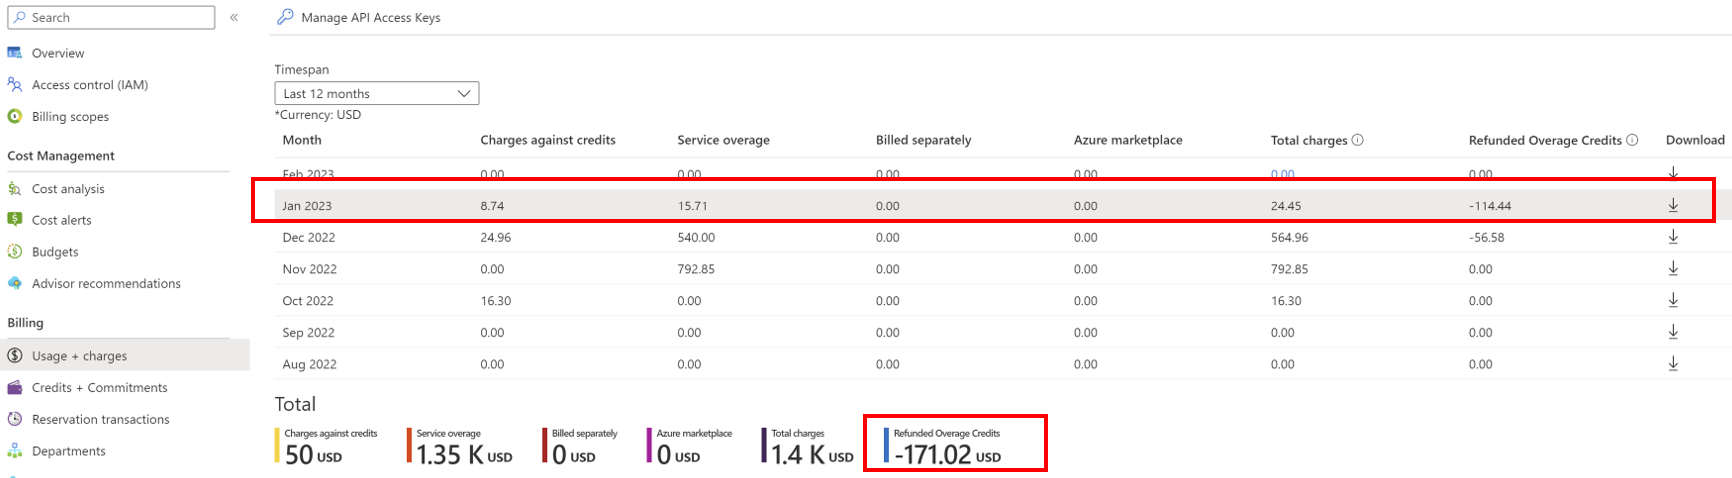 Search «
Manage API Access Keys
Overview
Access control (IAM)
Billing scopes
Cost Management
Cost analysis
Cost alerts
Budgets
Advisor recommendations
Billing
Usage + charges
Credits + Commitments
Reservation transactions
Departments
Timespan
Last 12 months
*Currency: USD
Month Charges against credits Service overage Billed separately Azure marketplace Total charges Refunded Overage Credits Download
Feb 2023 0.00 0.00 0.00 0.00 0.00 0.00
Jan 2023 8.74 15.71 0.00 0.00 24.45 -114.44
Dec 2022 24.96 540.00 0.00 0.00 564.96 -56.58
Nov 2022 0.00 792.85 0.00 0.00 792.85 0.00
Oct 2022 16.30 0.00 0.00 0.00 16.30 0.00
Sep 2022 0.00 0.00 0.00 0.00 0.00 0.00
Aug 2022 0.00 0.00 0.00 0.00 0.00 0.00
Total
Charges against credits Service overage Billed separately Azure marketplace Total charges Refunded Overage Credits
50 USD 1.35 K USD 0 USD 0 USD 1.4 K USD -171.02 USD